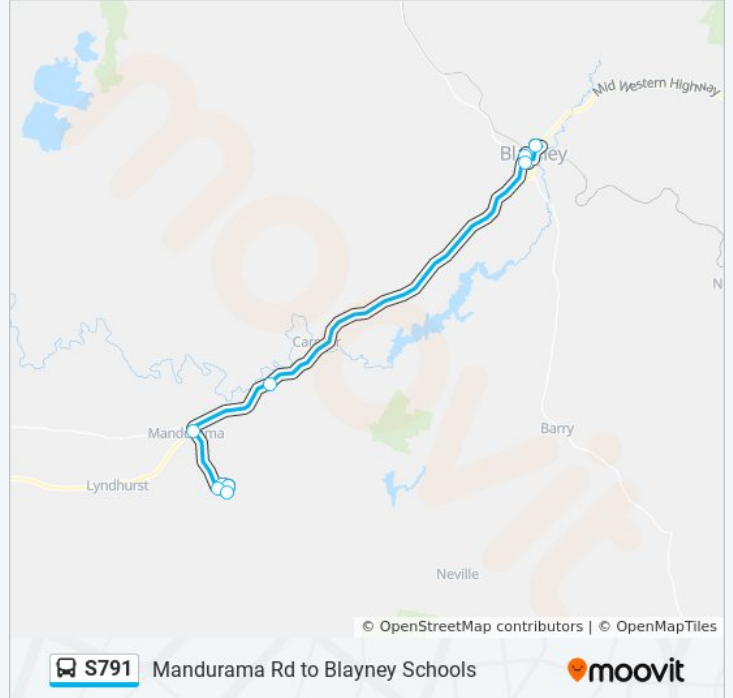 Mid Western Highway
Blayney
N
Carcoar
Mandurama
Barry
Lyndhurst
Neville
moovit
© OpenStreetMap contributors | © OpenMapTiles
S791 Mandurama Rd to Blayney Schools
moovit